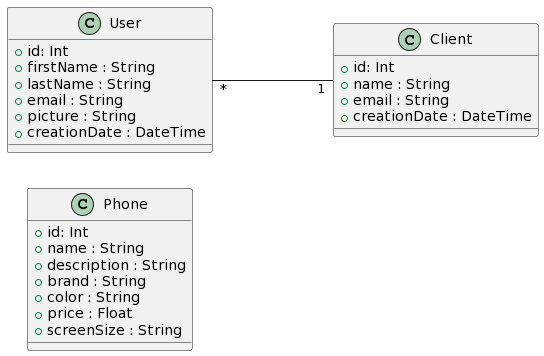 C User
id: Int
firstName : String
lastName : String
email : String
picture : String
creationDate : DateTime
* 1
C Client
id: Int
name : String
email : String
creationDate : DateTime
C Phone
id: Int
name : String
description : String
brand : String
color : String
price : Float
screenSize : String